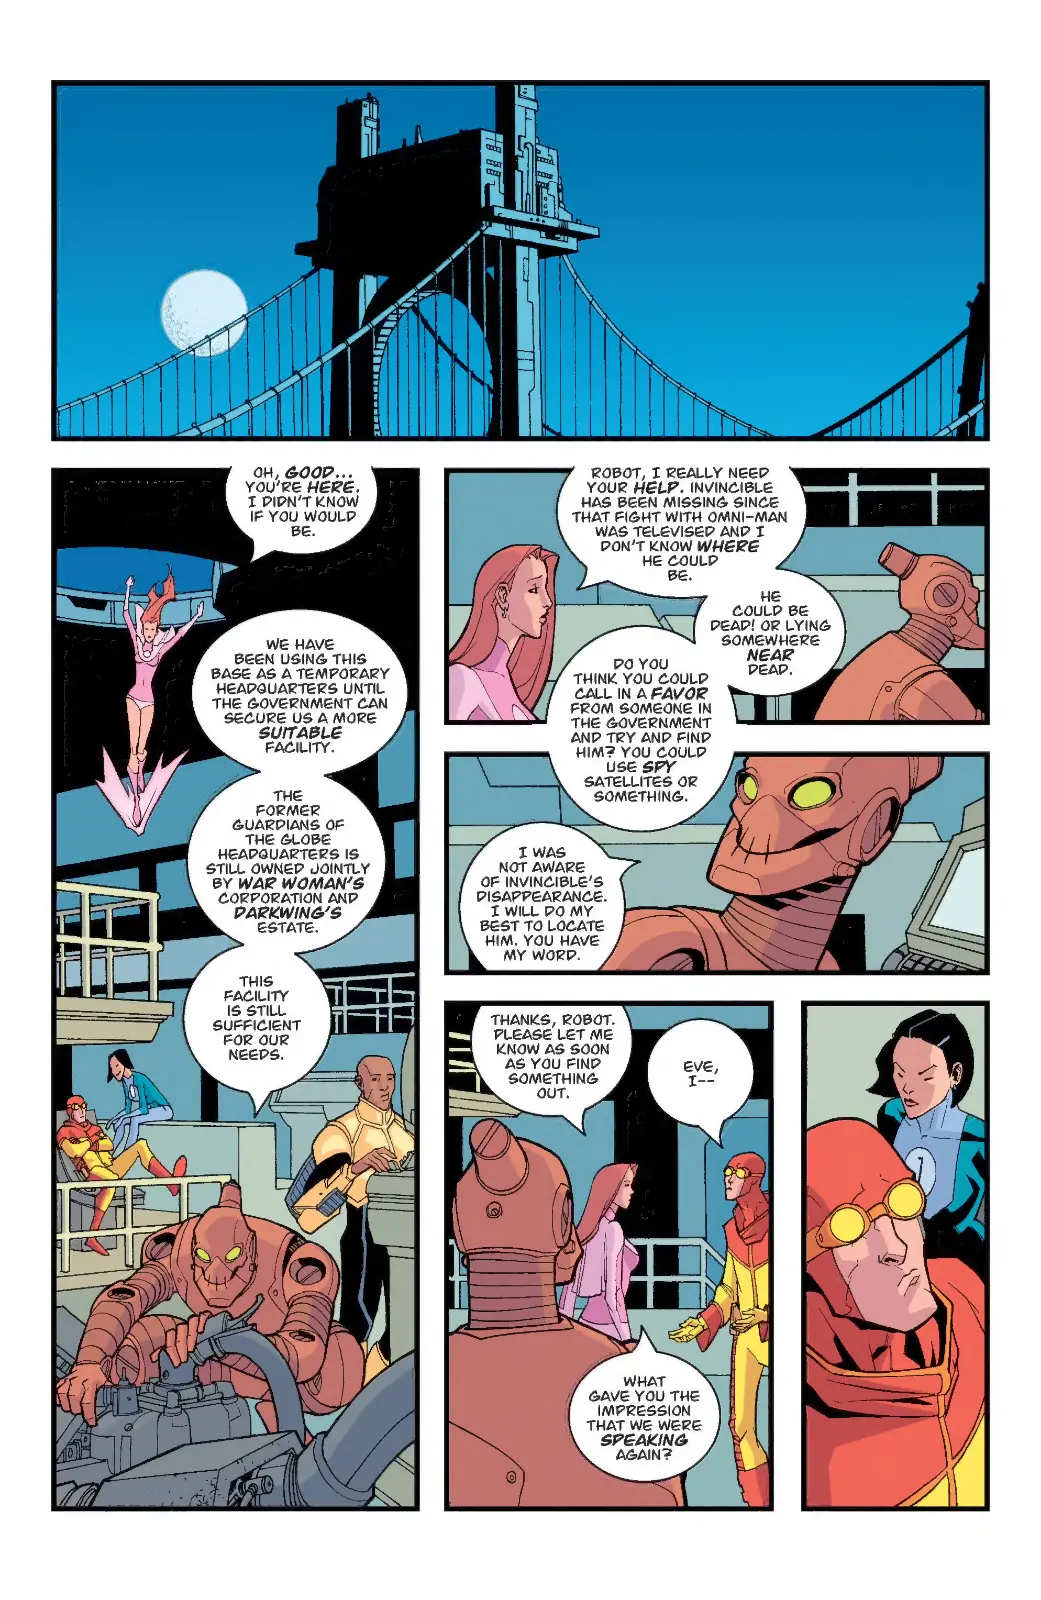 OH, GOOD...
YOU'RE HERE.
I DIDN'T KNOW
IF YOU WOULD
BE.
WE HAVE
BEEN USING THIS
BASE AS A TEMPORARY
HEADQUARTERS UNTIL
THE GOVERNMENT CAN
SECURE US A MORE
SUITABLE
FACILITY.
THE
FORMER
GUARDIANS OF
THE GLOBE
HEADQUARTERS IS
STILL OWNED JOINTLY
BY WAR WOMAN'S
CORPORATION AND
DARKWING'S
ESTATE.
THIS
FACILITY
IS STILL
SUFFICIENT
FOR OUR
NEEDS.
ROBOT, I REALLY NEED
YOUR HELP. INVINCIBLE
HAS BEEN MISSING SINCE
THAT FIGHT WITH OMNI-MAN
WAS TELEVISED AND I
DON'T KNOW WHERE
HE COULD
BE.
HE
COULD BE
DEAD! OR LYING
SOMEWHERE
NEAR
DEAD.
DO YOU
THINK YOU COULD
CALL IN A FAVOR
FROM SOMEONE IN
THE GOVERNMENT
AND TRY AND FIND
HIM? YOU COULD
USE SPY
SATELLITES OR
SOMETHING.
I WAS
NOT AWARE
OF INVINCIBLE'S
DISAPPEARANCE.
I WILL DO MY
BEST TO LOCATE
HIM. YOU HAVE
MY WORD.
THANKS, ROBOT.
PLEASE LET ME
KNOW AS SOON
AS YOU FIND
SOMETHING
OUT.
EVE,
I--
WHAT
GAVE YOU THE
IMPRESSION
THAT WE WERE
SPEAKING
AGAIN?
1